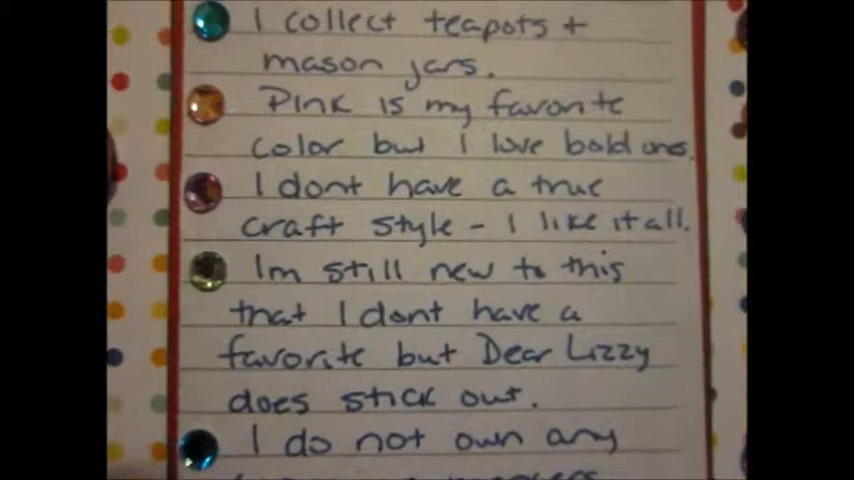 I collect teapots +
mason jars.
Pink is my favorite
color but I love bold ones.
I dont have a true
craft style - I like it all.
Im still new to this
that I dont have a
favorite but Dear Lizzy
does stick out.
I do not own any